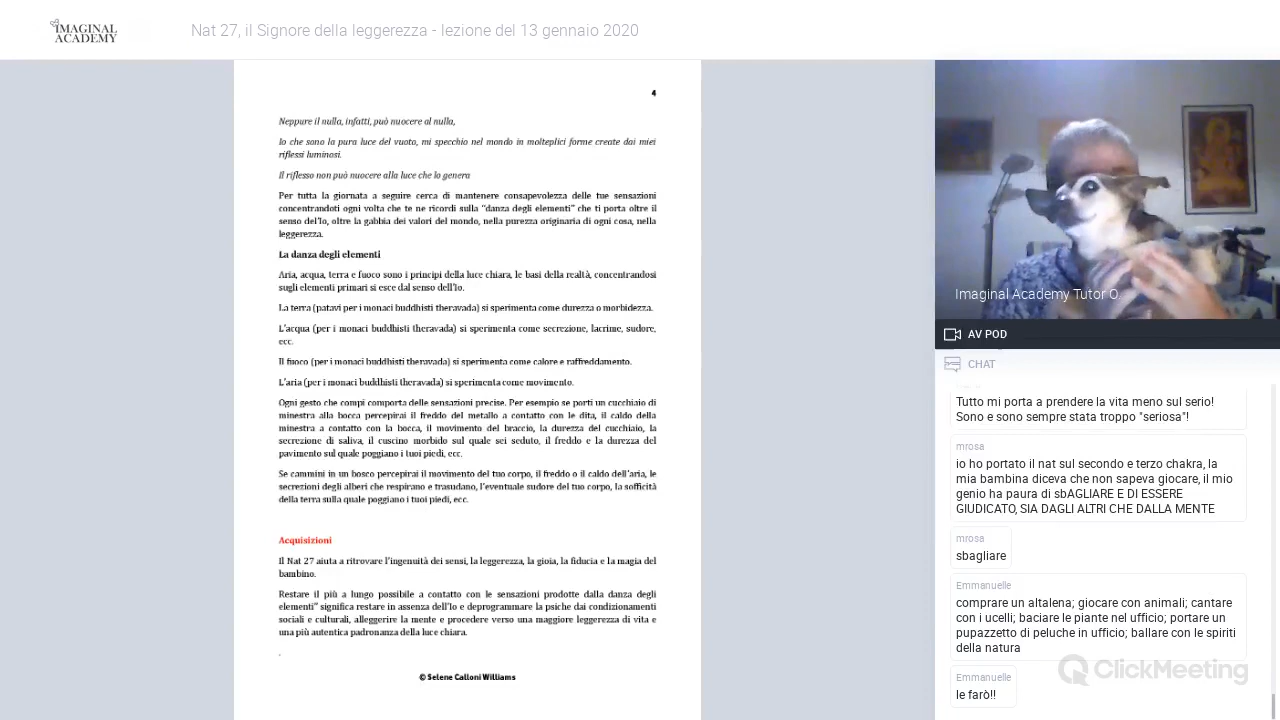 IMAGINAL
ACADEMY
Nat 27, il Signore della leggerezza - lezione del 13 gennaio 2020
4
Neppure il nulla, infatti, può nuocere al nulla,
Io che sono la pura luce del vuoto, mi specchio nel mondo in molteplici forme create dai miei
riflessi luminosi.
Il riflesso non può nuocere alla luce che lo genera
Per tutta la giornata a seguire cerca di mantenere consapevolezza delle tue sensazioni
concentrandoti ogni volta che te ne ricordi sulla “danza degli elementi” che ti porta oltre il
senso del’Io, oltre la gabbia dei valori del mondo, nella purezza originaria di ogni cosa, nella
leggerezza.
La danza degli elementi
Aria, acqua, terra e fuoco sono i principi della luce chiara, le basi della realtà, concentrandosi
sugli elementi primari si esce dal senso dell’Io.
La terra (patavi per i monaci buddhisti theravada) si sperimenta come durezza o morbidezza.
L’acqua (per i monaci buddhisti theravada) si sperimenta come secrezione, lacrime, sudore,
ecc.
Il fuoco (per i monaci buddhisti theravada) si sperimenta come calore e raffreddamento.
L’aria (per i monaci buddhisti theravada) si sperimenta come movimento.
Ogni gesto che compi comporta delle sensazioni precise. Per esempio se porti un cucchiaio di
minestra alla bocca percepirai il freddo del metallo a contatto con le dita, il caldo della
minestra a contatto con la bocca, il movimento del braccio, la durezza del cucchiaio, la
secrezione di saliva, il cuscino morbido sul quale sei seduto, il freddo e la durezza del
pavimento sul quale poggiano i tuoi piedi, ecc.
Se cammini in un bosco percepirai il movimento del tuo corpo, il freddo o il caldo dell’aria, le
secrezioni degli alberi che respirano e trasudano, l’eventuale sudore del tuo corpo, la sofficità
della terra sulla quale poggiano i tuoi piedi, ecc.
Acquisizioni
Il Nat 27 aiuta a ritrovare l’ingenuità dei sensi, la leggerezza, la gioia, la fiducia e la magia del
bambino.
Restare il più a lungo possibile a contatto con le sensazioni prodotte dalla danza degli
elementi” significa restare in assenza dell’Io e deprogrammare la psiche dai condizionamenti
sociali e culturali, alleggerire la mente e procedere verso una maggiore leggerezza di vita e
una più autentica padronanza della luce chiara.
.
© Selene Calloni Williams
Imaginal Academy Tutor O.
AV POD
CHAT
Tutto mi porta a prendere la vita meno sul serio!
Sono e sono sempre stata troppo "seriosa"!
mrosa
io ho portato il nat sul secondo e terzo chakra, la
mia bambina diceva che non sapeva giocare, il mio
genio ha paura di sbAGLIARE E DI ESSERE
GIUDICATO, SIA DAGLI ALTRI CHE DALLA MENTE
mrosa
sbagliare
Emmanuelle
comprare un altalena; giocare con animali; cantare
con i ucelli; baciare le piante nel ufficio; portare un
pupazzetto di peluche in ufficio; ballare con le spiriti
della natura
Emmanuelle
le farò!!
ClickMeeting